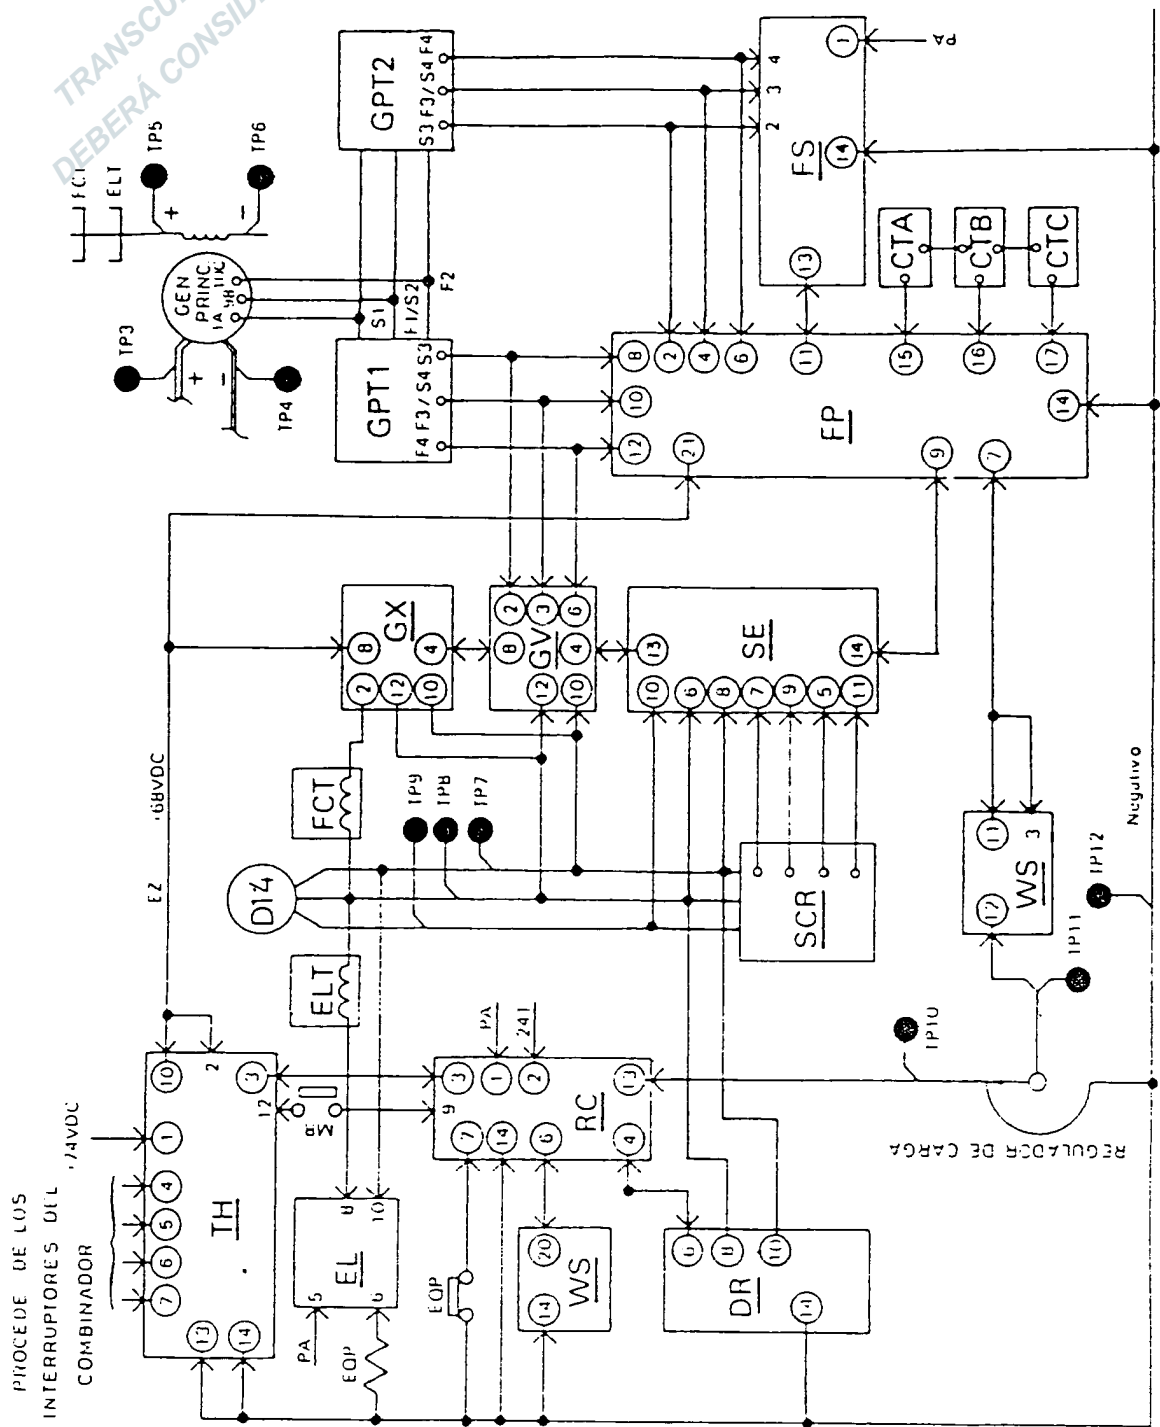 TRANSCU
DEBERÁ CONSID
PROCEDE DE LOS
INTERRUPTORES DEL
COMBINADOR
+74VDC
7
6
5
4
1
10
2
3
12
13
14
TH
E2
+68VDC
MB
PA
5
EQP
6
8
10
EL
ELT
D14
FCT
TP9
TP8
TP7
2
12
10
8
4
GX
12
10
8
4
2
3
6
GV
GPT1
F4
F3/S4
S3
S1
F1/S2
F2
TP3
TP4
+
-
GEN
PRINC
1A
9B
11C
FCT
ELT
TP5
TP6
+
-
GPT2
S3
F3/S4
F4
EQP
7
14
6
4
9
3
1
2
13
RC
PA
241
20
14
WS
6
8
10
14
DR
SCR
10
6
8
7
9
5
11
13
14
SE
12
10
8
2
4
6
21
11
15
16
17
9
7
14
FP
2
3
4
1
13
14
FS
PA
CTA
CTB
CTC
TP10
TP11
TP12
REGULADOR DE CARGA
12
11
3
WS
Negativo